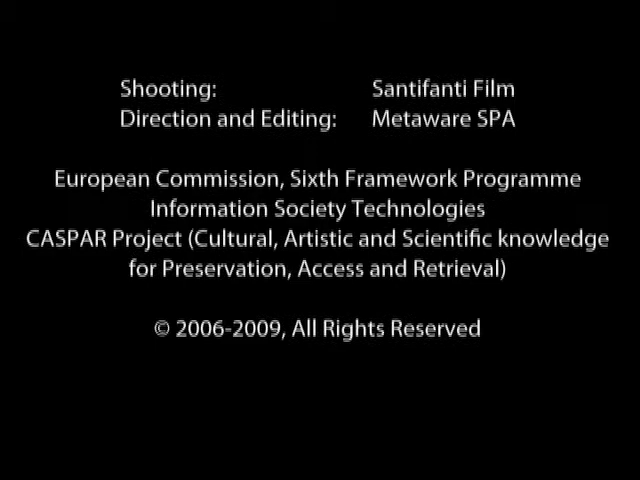 Shooting: Santifanti Film
Direction and Editing: Metaware SPA
European Commission, Sixth Framework Programme
Information Society Technologies
CASPAR Project (Cultural, Artistic and Scientific knowledge
for Preservation, Access and Retrieval)
© 2006-2009, All Rights Reserved